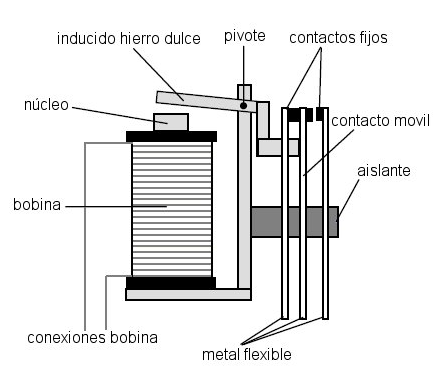 inducido hierro dulce
pivote
contactos fijos
núcleo
contacto movil
aislante
bobina
conexiones bobina
metal flexible